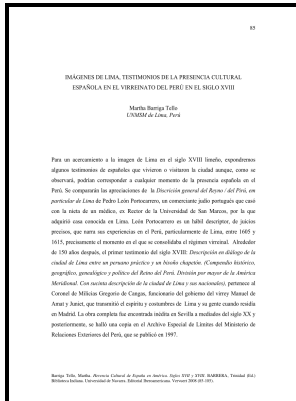 85
IMÁGENES DE LIMA, TESTIMONIOS DE LA PRESENCIA CULTURAL
ESPAÑOLA EN EL VIRREINATO DEL PERÚ EN EL SIGLO XVIII
Martha Barriga Tello
UNMSM de Lima, Perú
Para un acercamiento a la imagen de Lima en el siglo XVIII limeño, expondremos
algunos testimonios de españoles que vivieron o visitaron la ciudad aunque, como se
observará, podrían corresponder a cualquier momento de la presencia española en el
Perú. Se compararán las apreciaciones de la Discrición general del Reyno / del Pirú, em
particular de Lima de Pedro León Portocarrero, un comerciante judío portugués que casó
con la nieta de un médico, ex Rector de la Universidad de San Marcos, por la que
adquirió casa conocida en Lima. León Portocarrero es un hábil descriptor, de juicios
precisos, que narra sus experiencias en el Perú, particularmente de Lima, entre 1605 y
1615, precisamente el momento en el que se consolidaba el régimen virreinal. Alrededor
de 150 años después, el primer testimonio del siglo XVIII: Descripción en diálogo de la
ciudad de Lima entre un peruano práctico y un bisoño chapetón. (Compendio histórico,
geográfico, genealógico y político del Reino del Perú. División por mayor de la América
Meridional. Con sucinta descripción de la ciudad de Lima y sus nacionales), pertenece al
Coronel de Milicias Gregorio de Cangas, funcionario del gobierno del virrey Manuel de
Amat y Juniet, que transmitió el espíritu y costumbres de Lima y su gente cuando residía
en Madrid. La obra completa fue encontrada inédita en Sevilla a mediados del siglo XX y
posteriormente, se halló una copia en el Archivo Especial de Límites del Ministerio de
Relaciones Exteriores del Perú, que se publicó en 1997.
Barriga Tello, Martha. Herencia Cultural de España en América. Siglos XVII y XVIII. BARRERA, Trinidad (Ed.)
Biblioteca Indiana. Universidad de Navarra. Editorial Iberoamericana. Vervuert 2008 (85-105).